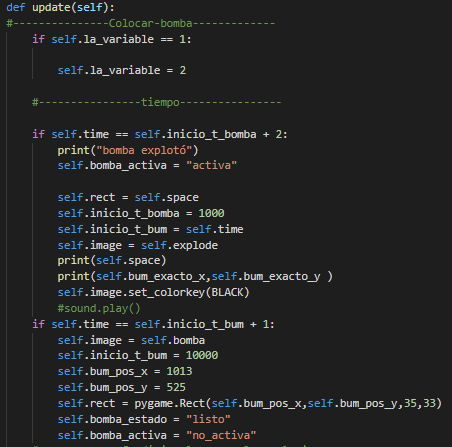 def update(self):
#---------------Colocar-bomba-------------
    if self.la_variable == 1:
        self.la_variable = 2
    #----------------tiempo----------------
    if self.time == self.inicio_t_bomba + 2:
        print("bomba explotó")
        self.bomba_activa = "activa"
        self.rect = self.space
        self.inicio_t_bomba = 1000
        self.inicio_t_bum = self.time
        self.image = self.explode
        print(self.space)
        print(self.bum_exacto_x,self.bum_exacto_y )
        self.image.set_colorkey(BLACK)
        #sound.play()
    if self.time == self.inicio_t_bum + 1:
        self.image = self.bomba
        self.inicio_t_bum = 10000
        self.bum_pos_x = 1013
        self.bum_pos_y = 525
        self.rect = pygame.Rect(self.bum_pos_x,self.bum_pos_y,35,33)
        self.bomba_estado = "listo"
        self.bomba_activa = "no_activa"